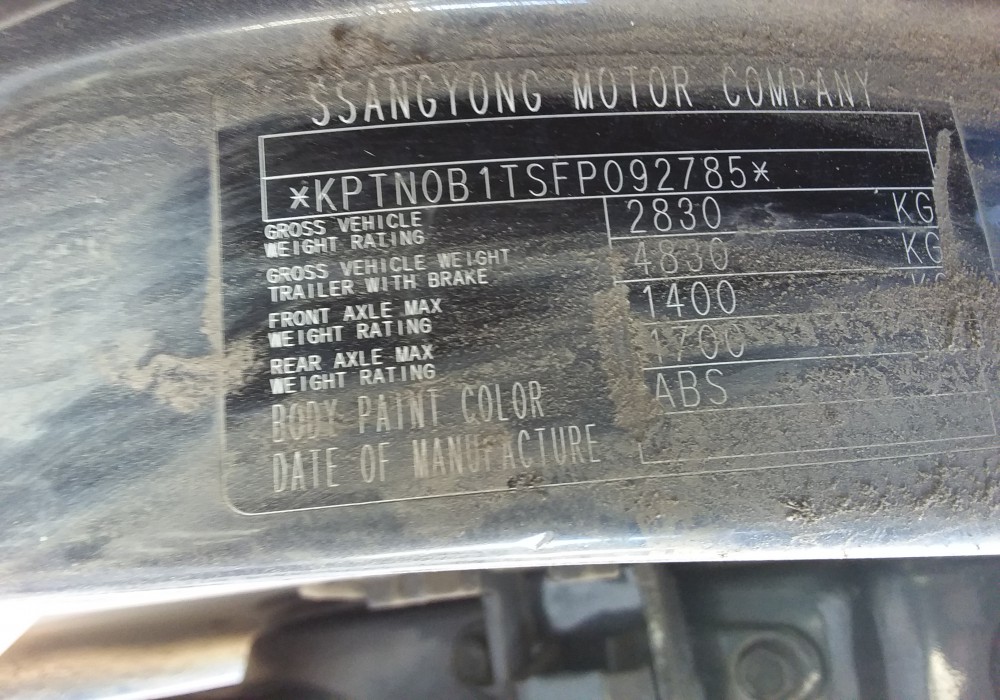 SSANGYONG MOTOR COMPANY
*KPTN0B1TSFP092785*
GROSS VEHICLE
WEIGHT RATING
2830 KG
GROSS VEHICLE WEIGHT
TRAILER WITH BRAKE
4830 KG
FRONT AXLE MAX
WEIGHT RATING
1400
REAR AXLE MAX
WEIGHT RATING
1700
BODY PAINT COLOR
ABS
DATE OF MANUFACTURE